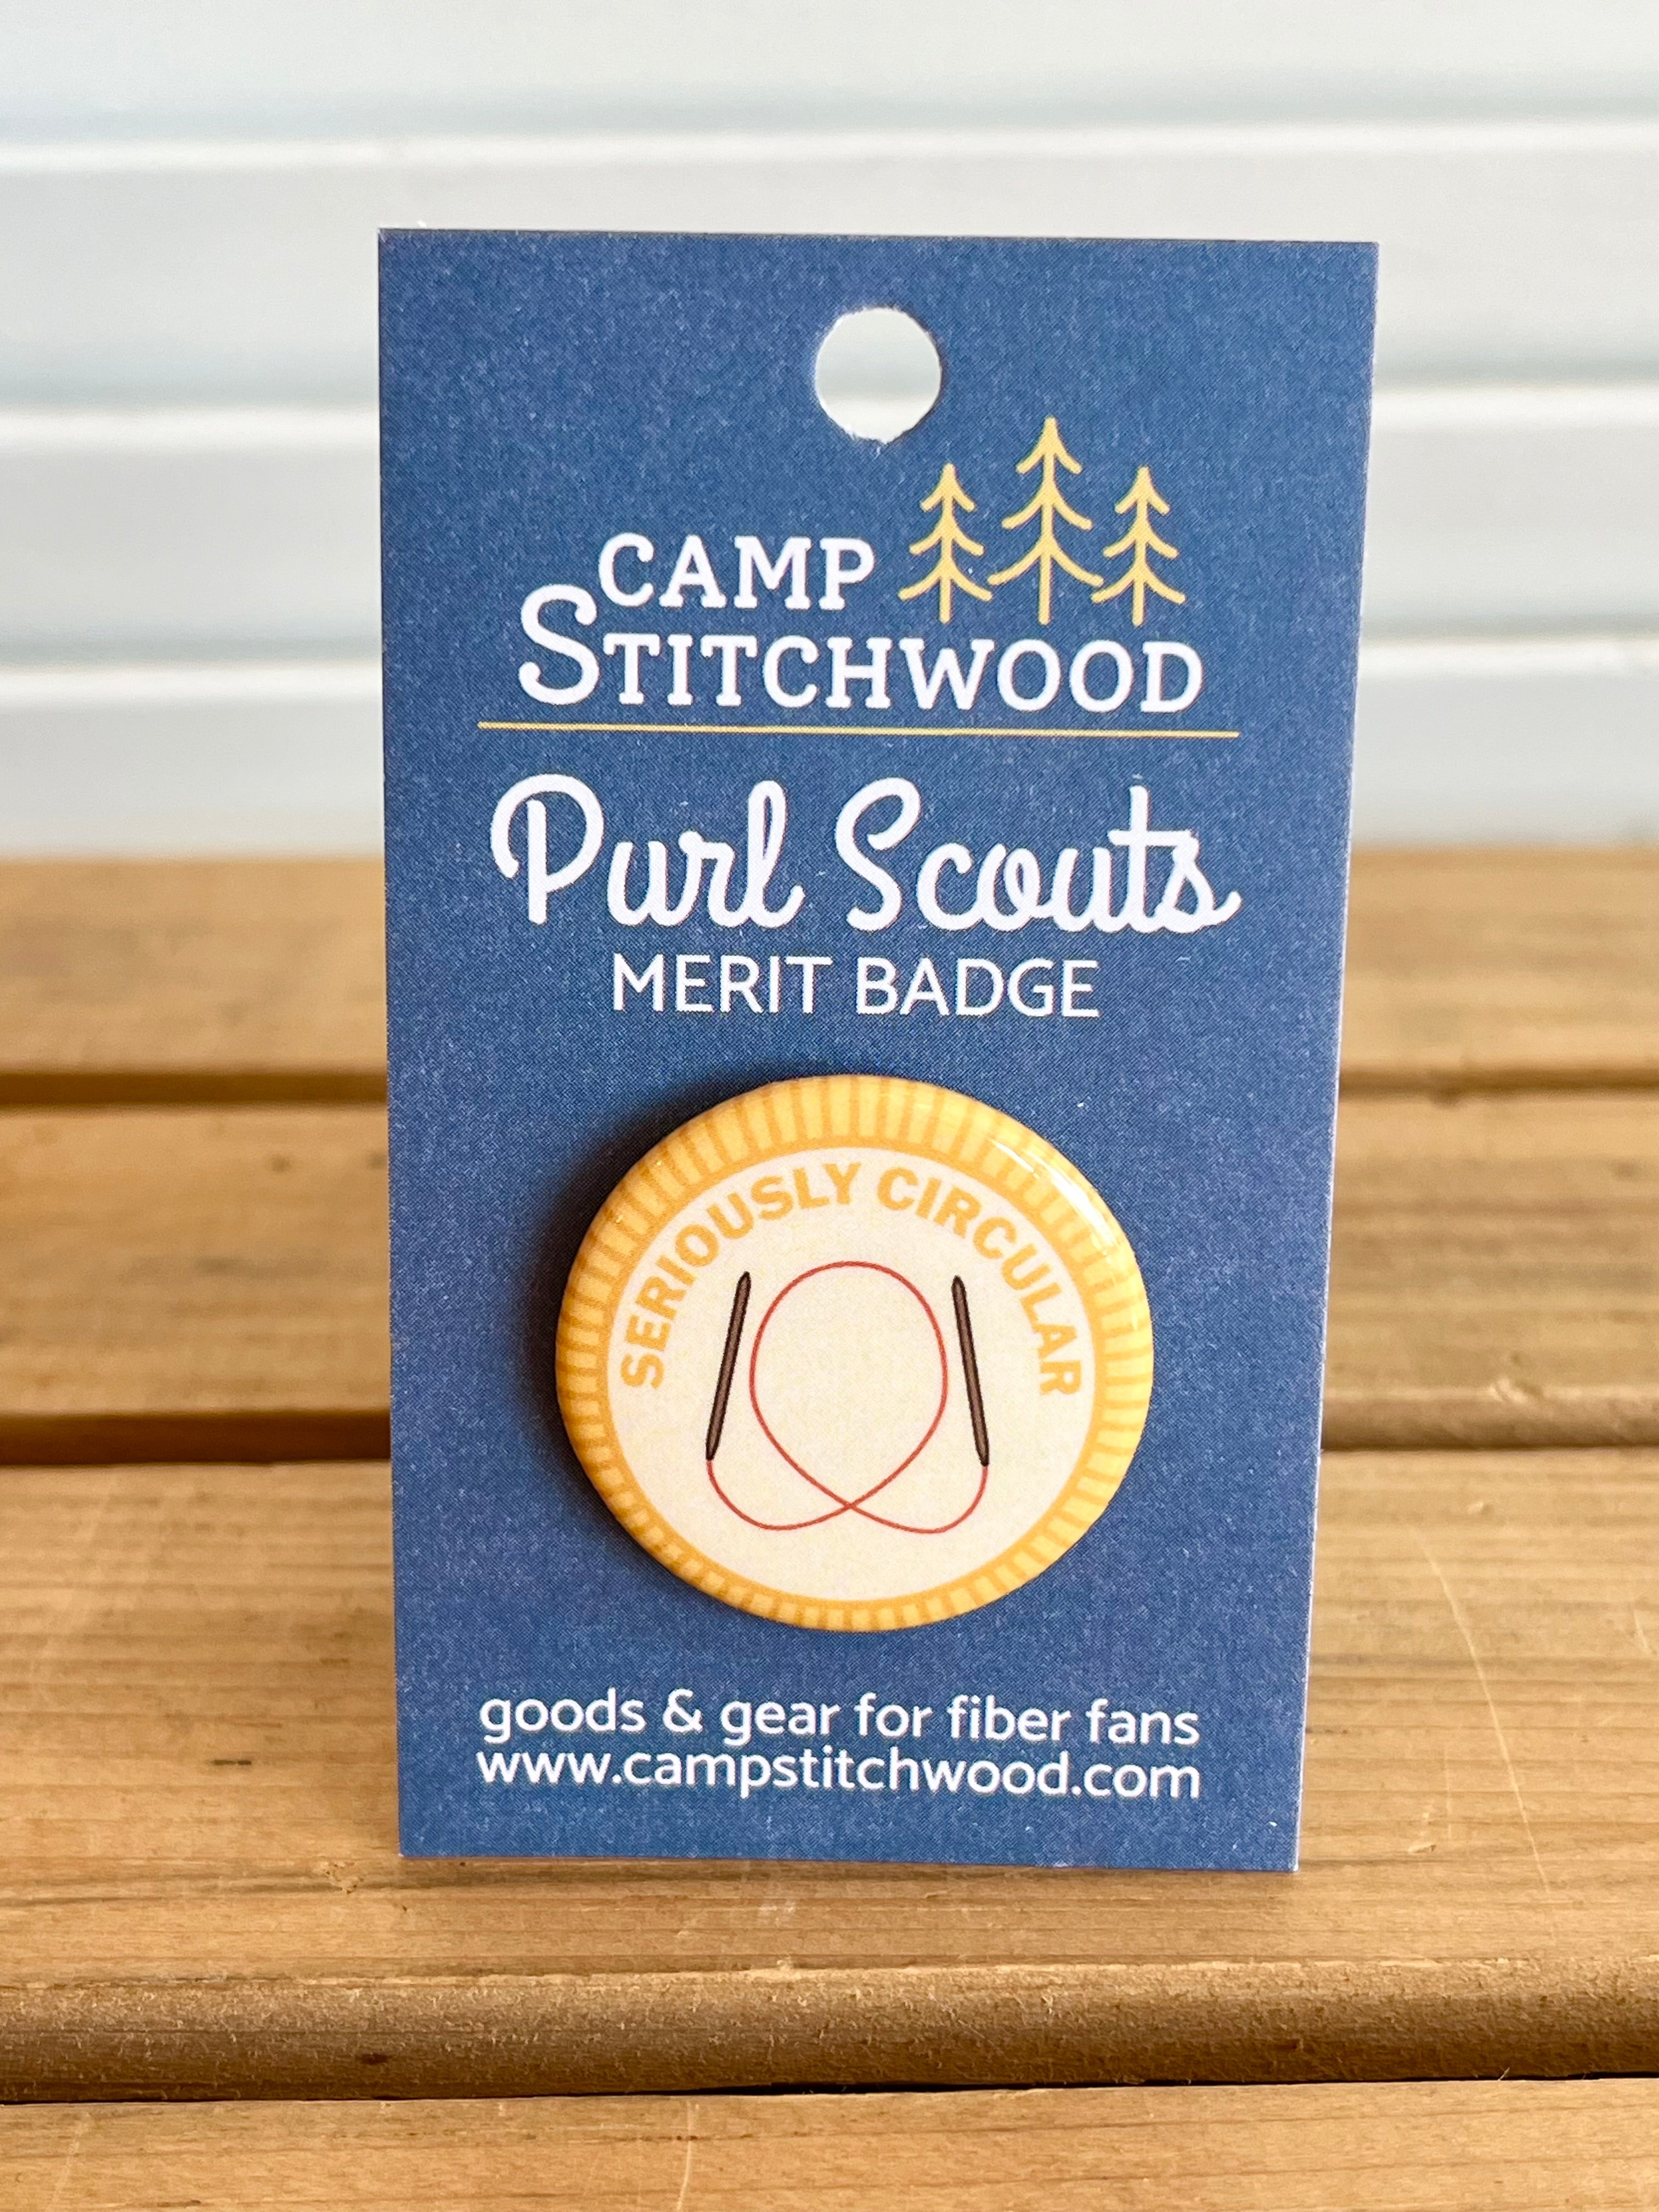 CAMP
STITCHWOOD
Purl Scouts
MERIT BADGE
SERIOUSLY CIRCULAR
goods & gear for fiber fans
www.campstitchwood.com